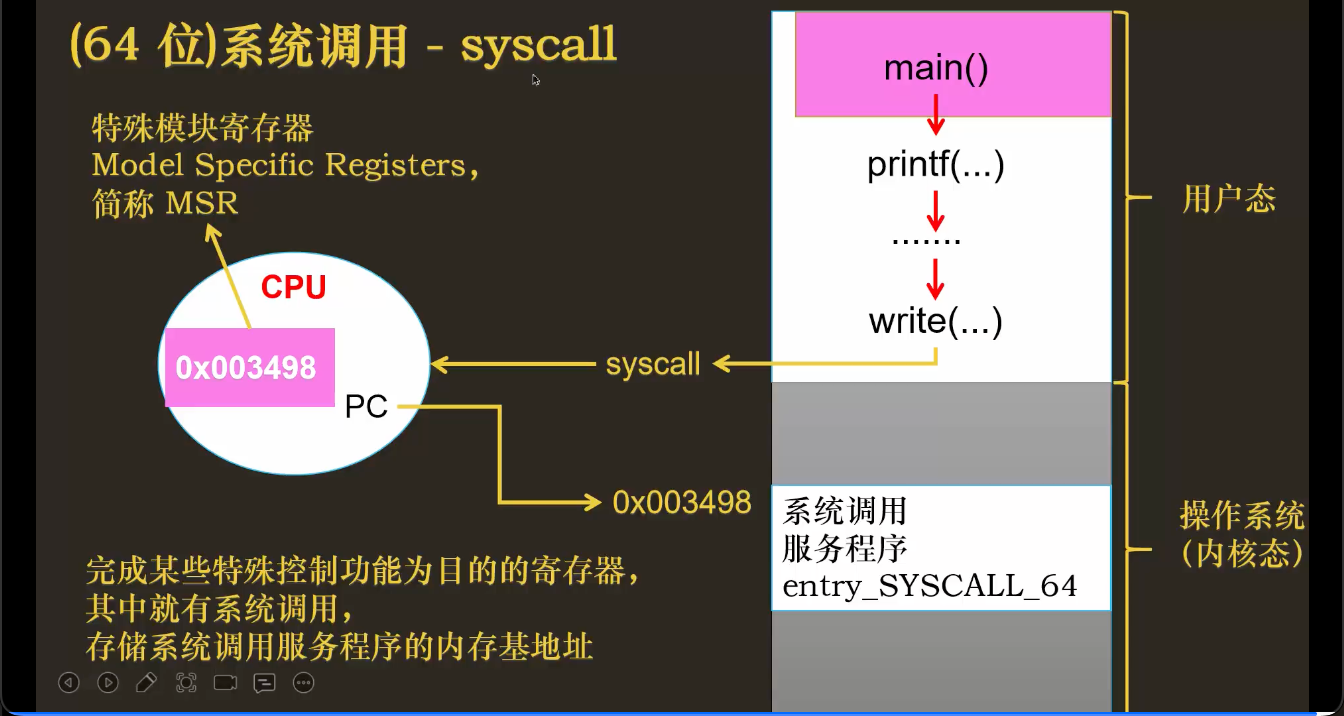 (64 位)系统调用 - syscall
特殊模块寄存器
Model Specific Registers，
简称 MSR
CPU
0x003498
PC
syscall
0x003498
完成某些特殊控制功能为目的的寄存器，
其中就有系统调用，
存储系统调用服务程序的内存基地址
main()
printf(...)
.......
write(...)
系统调用
服务程序
entry_SYSCALL_64
用户态
操作系统
（内核态）